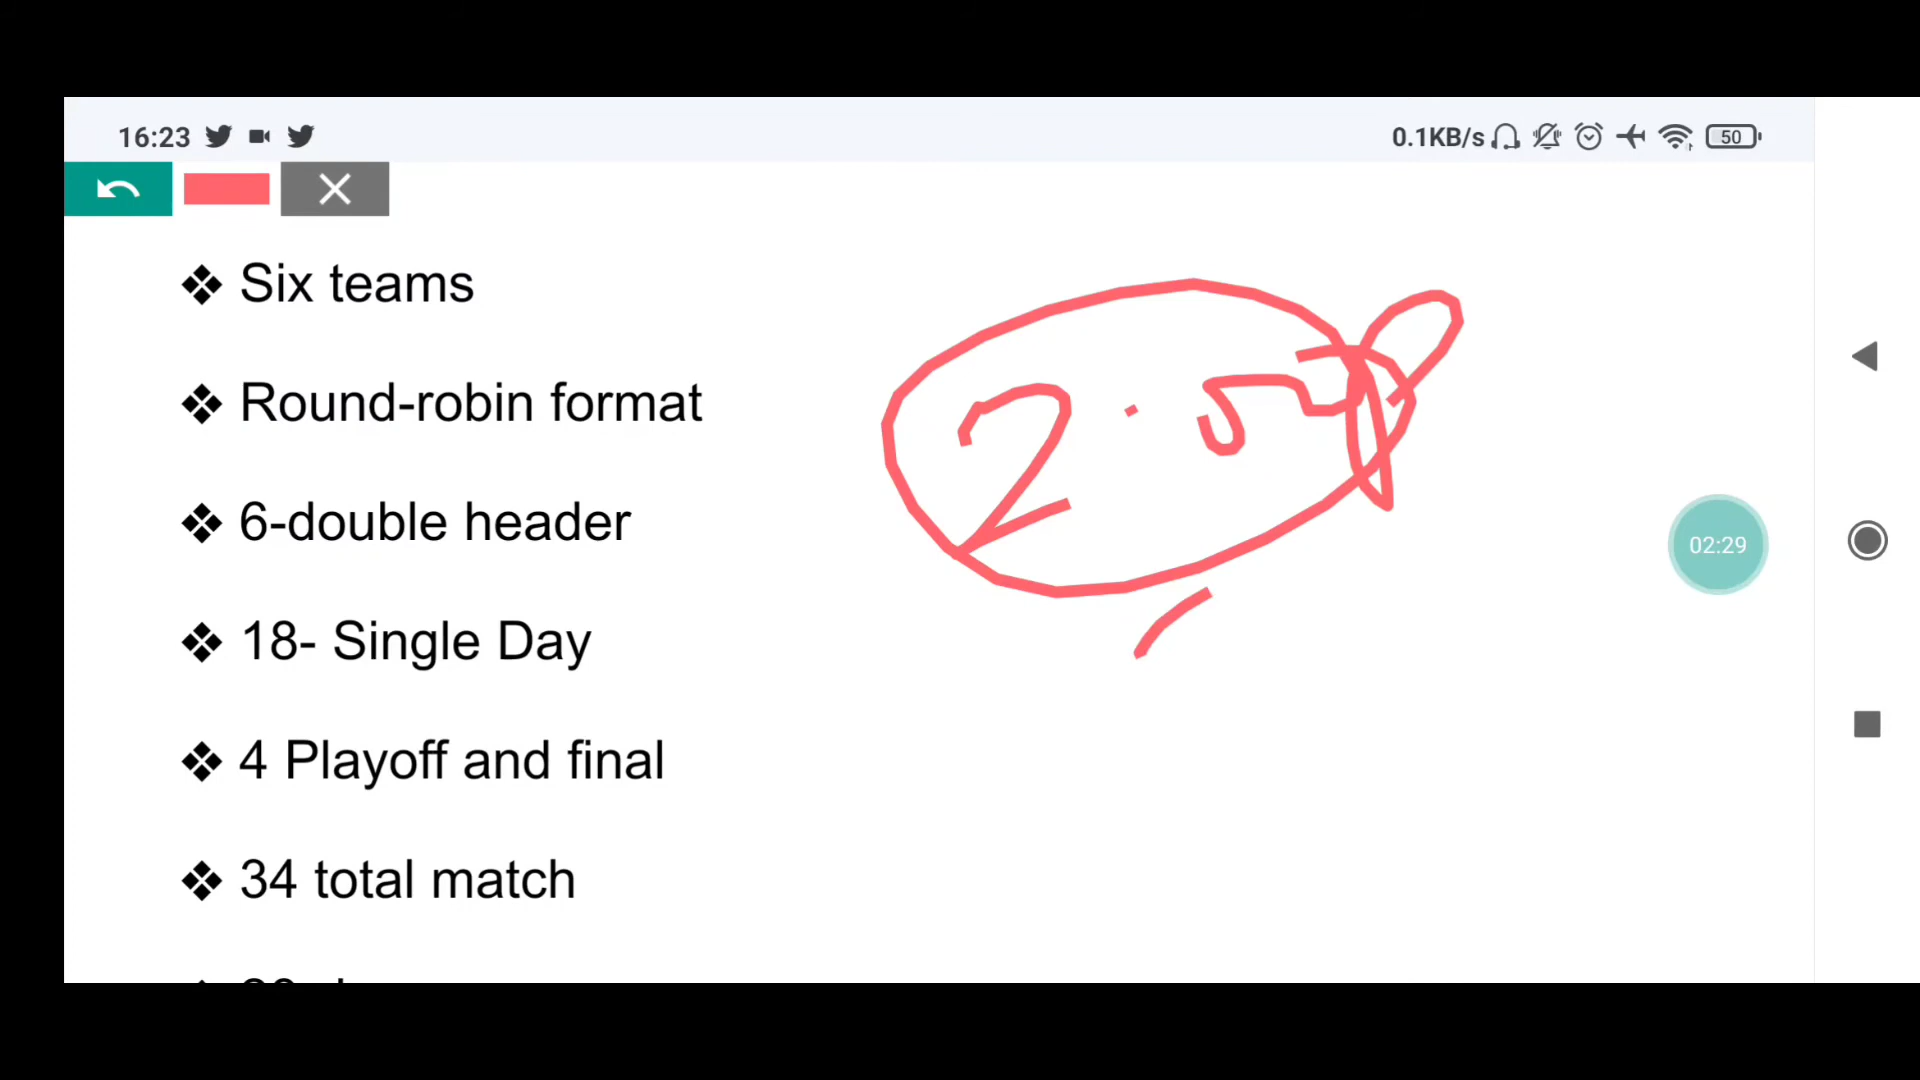 16:23 0.1KB/s 50
❖ Six teams
❖ Round-robin format
❖ 6-double header
❖ 18- Single Day
❖ 4 Playoff and final
❖ 34 total match
2.5
02:29